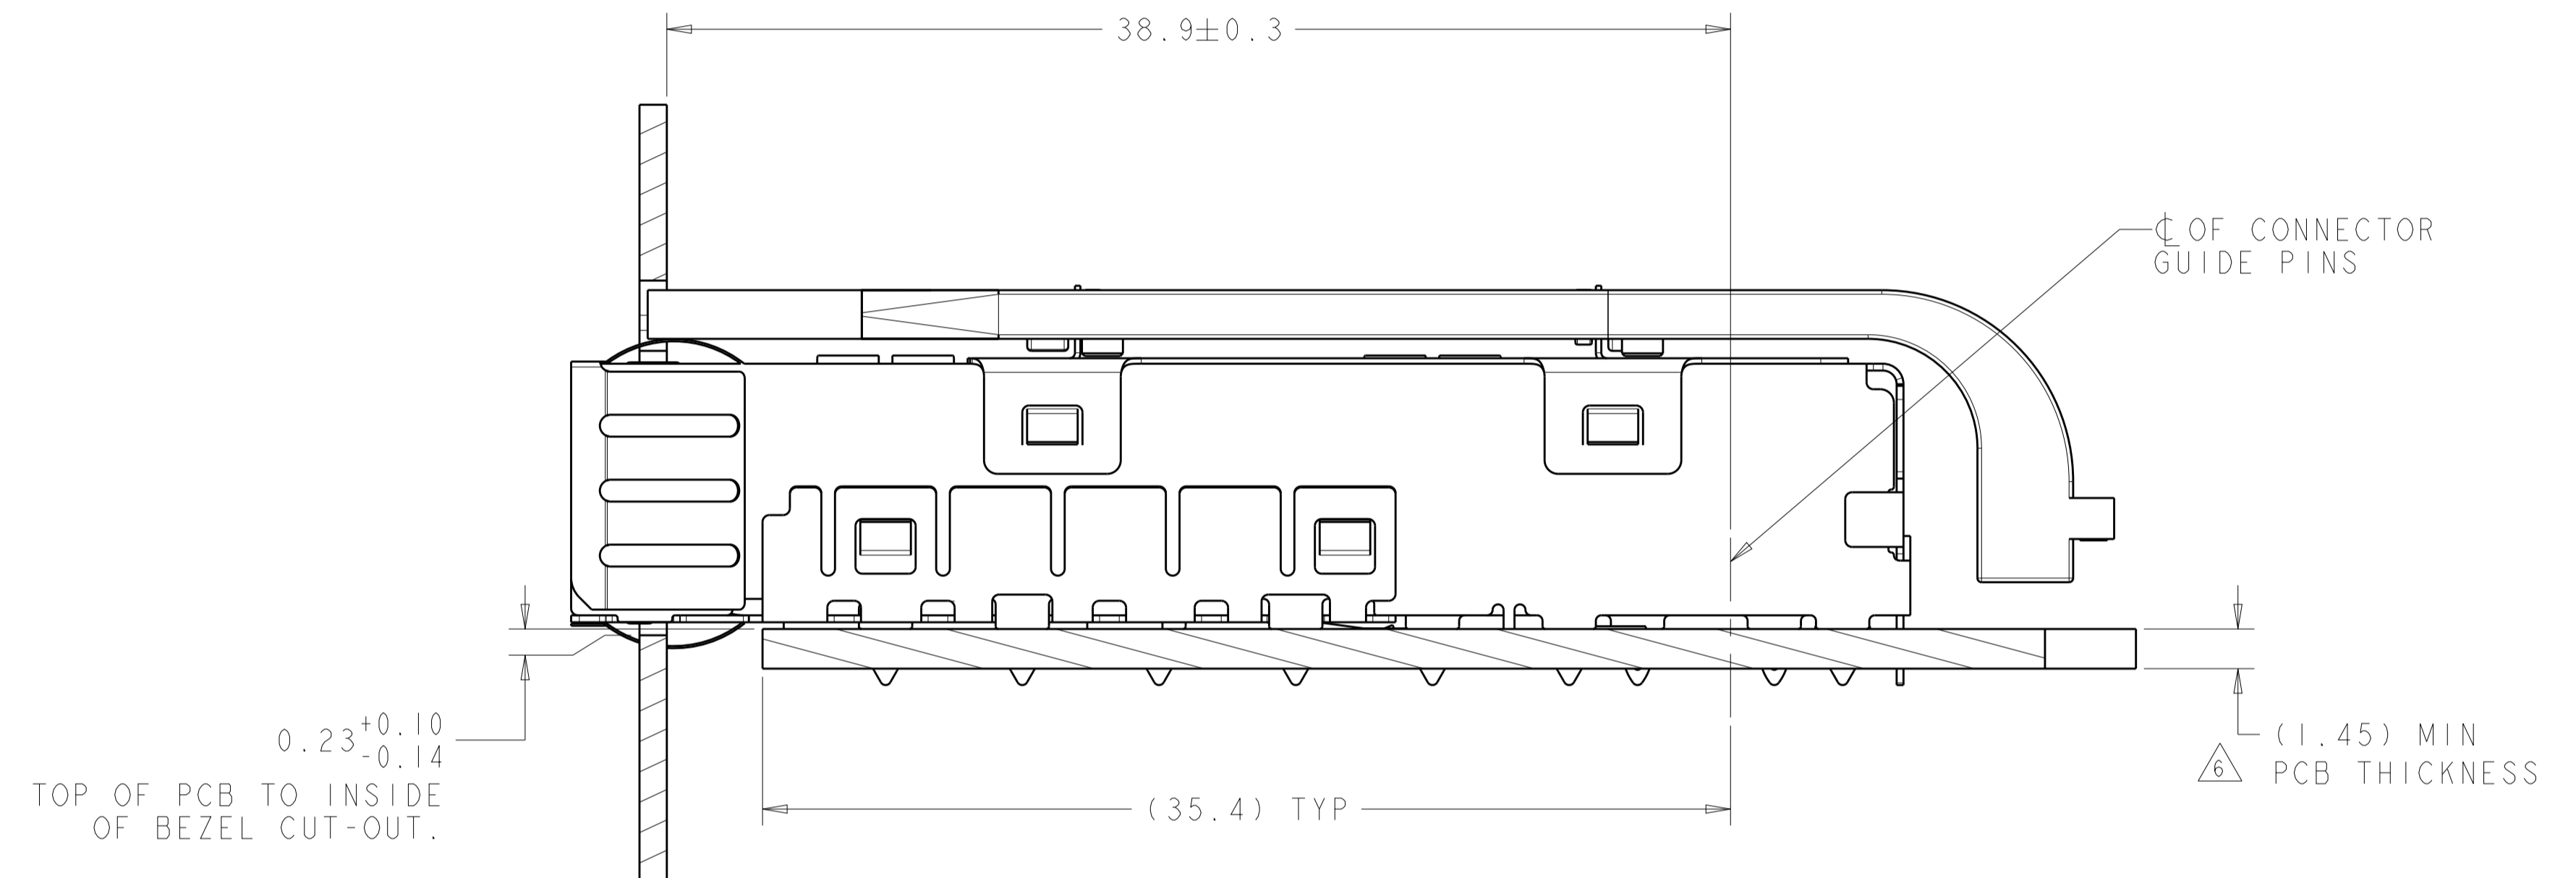 38.9±0.3
℄ OF CONNECTOR
GUIDE PINS
0.23 +0.10
-0.14
TOP OF PCB TO INSIDE
OF BEZEL CUT-OUT.
(35.4) TYP
(1.45) MIN
6 PCB THICKNESS